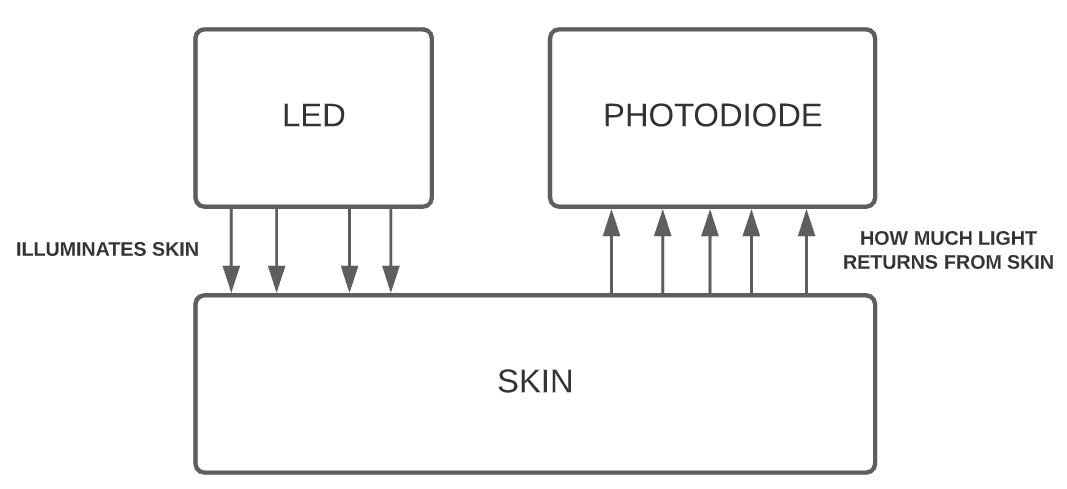 LED
PHOTODIODE
ILLUMINATES SKIN
HOW MUCH LIGHT
RETURNS FROM SKIN
SKIN